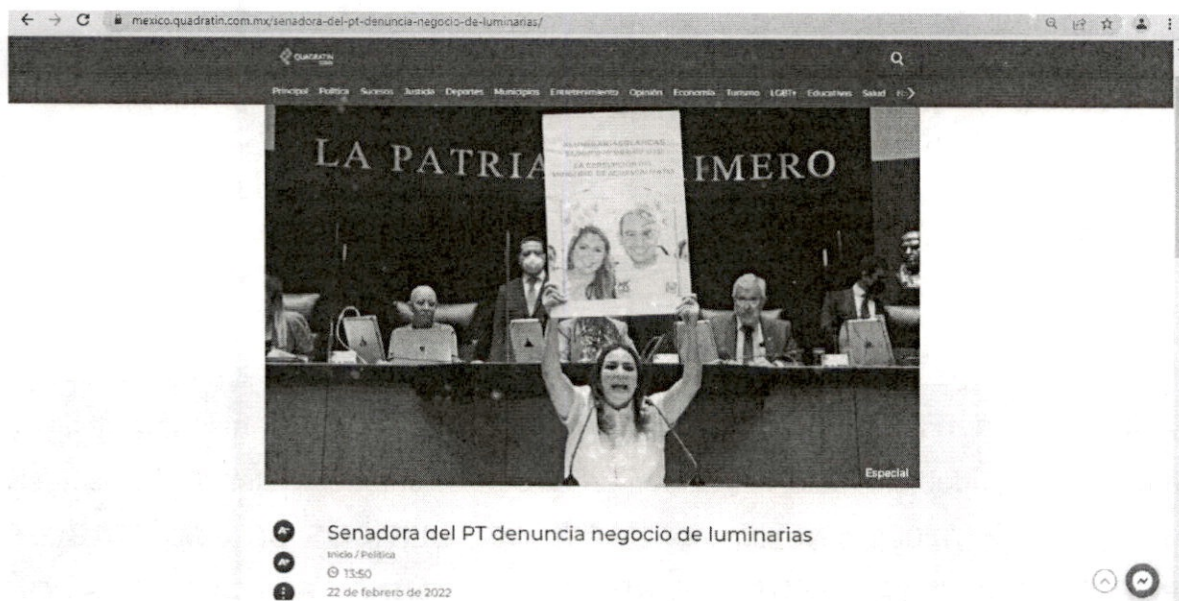 mexico.quadratin.com.mx/senadora-del-pt-denuncia-negocio-de-luminarias/
QUADRATIN
Principal Política Sucesos Justicia Deportes Municipios Entretenimiento Opinión Economía Turismo LGBT+ Educativas Salud
LA PATRIA IMERO
Especial
Senadora del PT denuncia negocio de luminarias
Inicio / Política
13:50
22 de febrero de 2022